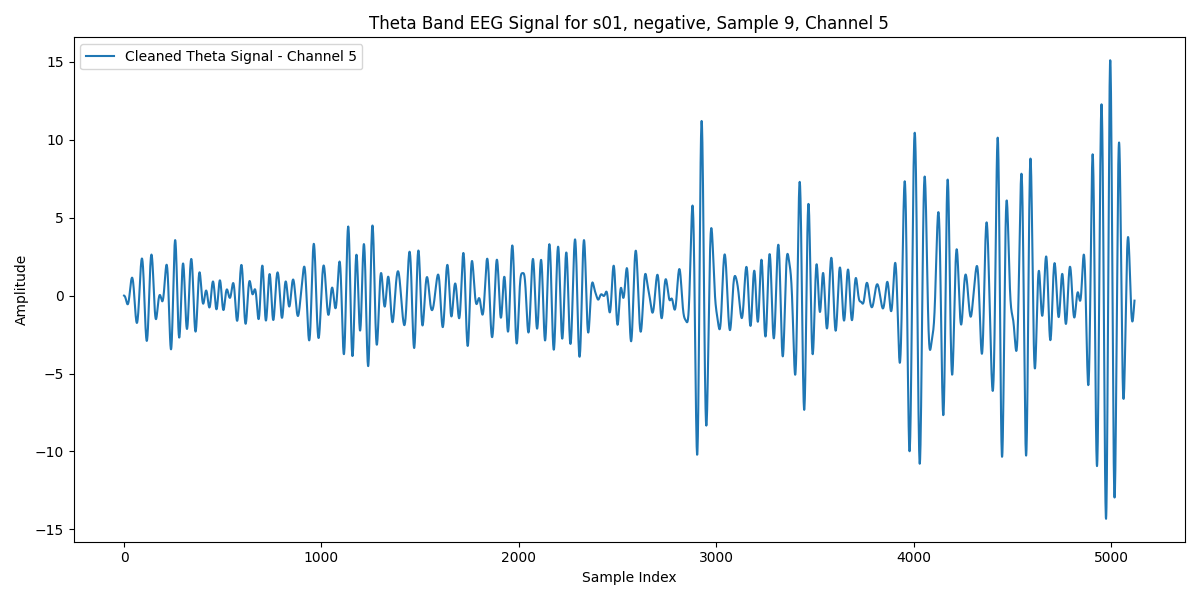 Theta Band EEG Signal for s01, negative, Sample 9, Channel 5
Cleaned Theta Signal - Channel 5
15
10
5
0
−5
−10
−15
Amplitude
0 1000 2000 3000 4000 5000
Sample Index